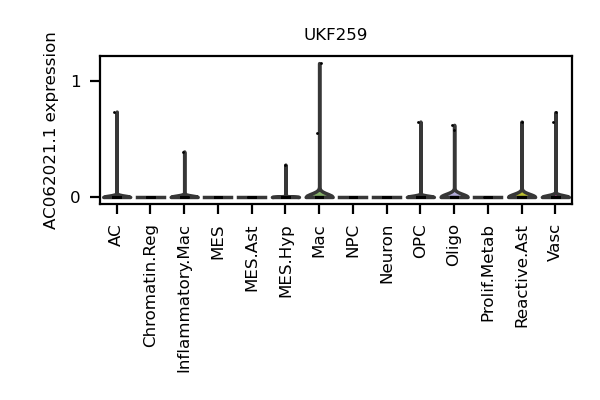 UKF259
AC062021.1 expression
1
0
AC
Chromatin.Reg
Inflammatory.Mac
MES
MES.Ast
MES.Hyp
Mac
NPC
Neuron
OPC
Oligo
Prolif.Metab
Reactive.Ast
Vasc